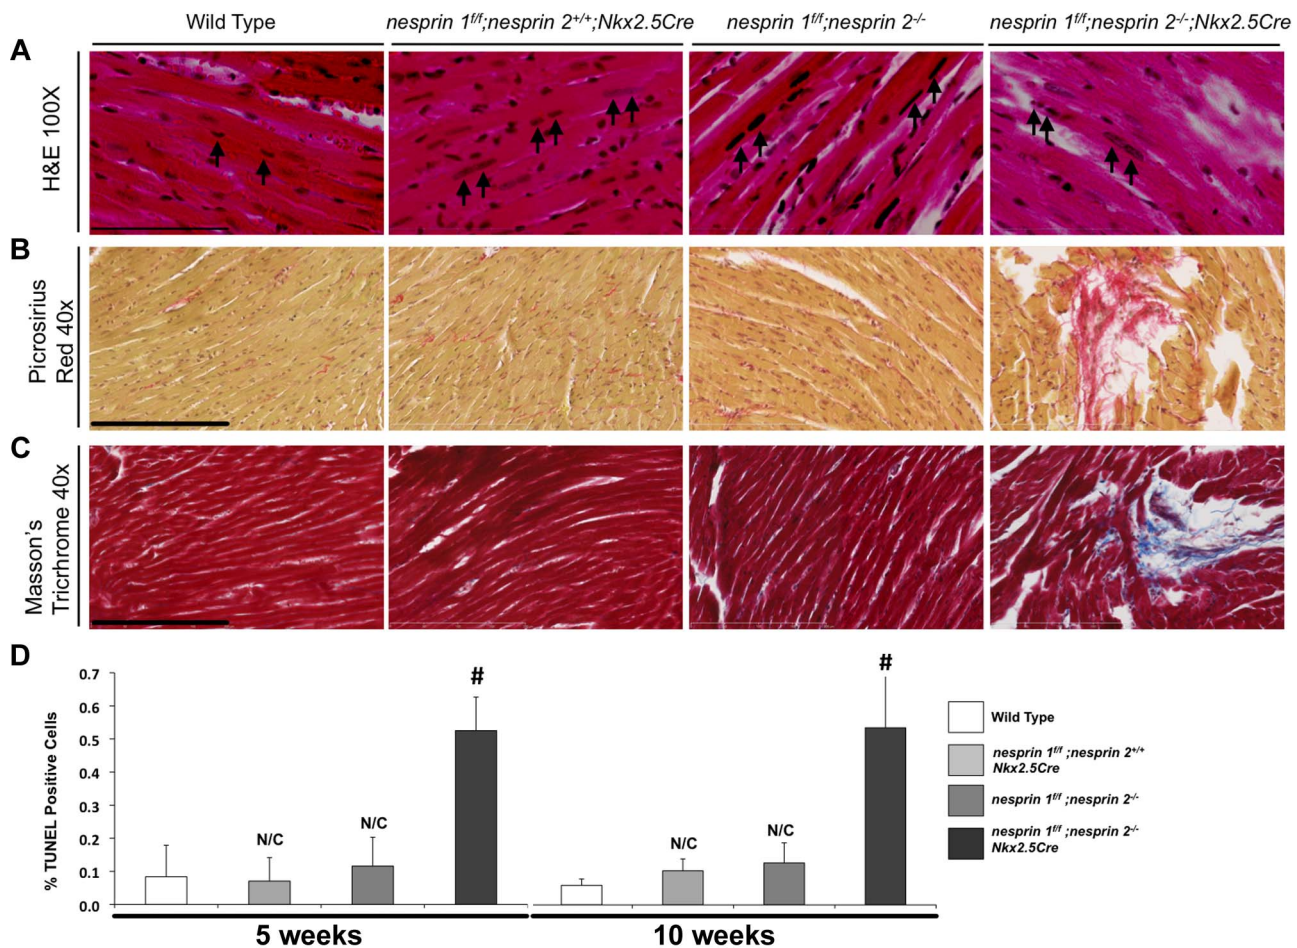 Wild Type
nesprin 1f/f;nesprin 2+/+;Nkx2.5Cre
nesprin 1f/f;nesprin 2-/-
nesprin 1f/f;nesprin 2-/-;Nkx2.5Cre
A
H&E 100X
B
Picrosirius
Red 40x
C
Masson's
Tricrhrome 40x
D
% TUNEL Positive Cells
0.7
0.6
0.5
0.4
0.3
0.2
0.1
0.0
N/C
N/C
#
N/C
N/C
#
5 weeks
10 weeks
Wild Type
nesprin 1f/f ;nesprin 2+/+
Nkx2.5Cre
nesprin 1f/f ;nesprin 2-/-
nesprin 1f/f ;nesprin 2-/-
Nkx2.5Cre